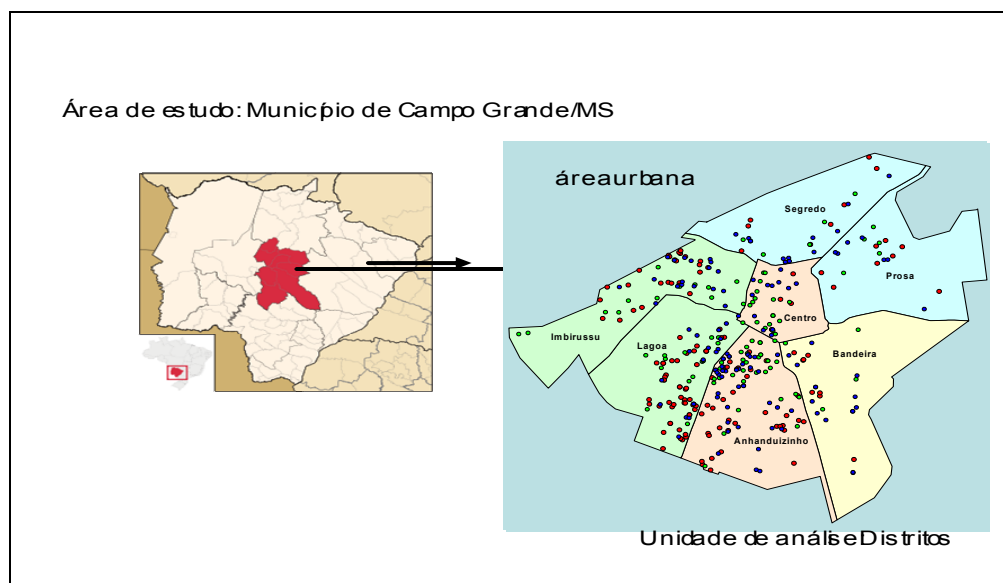 Área de estudo: Município de Campo Grande/MS
áreaurbana
Segredo
Prosa
Centro
Imbirussu
Lagoa
Bandeira
Anhanduizinho
Unidade de análise Distritos